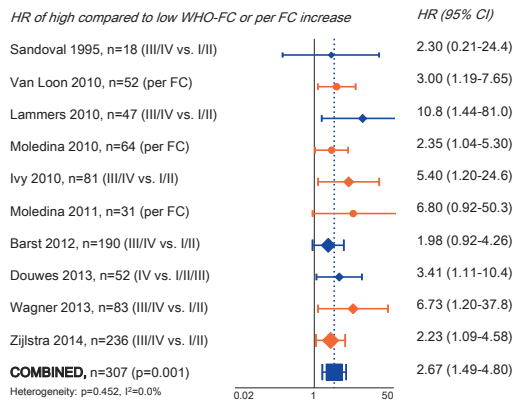 HR of high compared to low WHO-FC or per FC increase HR (95% CI)
Sandoval 1995, n=18 (III/IV vs. I/II) 2.30 (0.21-24.4)
Van Loon 2010, n=52 (per FC) 3.00 (1.19-7.65)
Lammers 2010, n=47 (III/IV vs. I/II) 10.8 (1.44-81.0)
Moledina 2010, n=64 (per FC) 2.35 (1.04-5.30)
Ivy 2010, n=81 (III/IV vs. I/II) 5.40 (1.20-24.6)
Moledina 2011, n=31 (per FC) 6.80 (0.92-50.3)
Barst 2012, n=190 (III/IV vs. I/II) 1.98 (0.92-4.26)
Douwes 2013, n=52 (IV vs. I/II/III) 3.41 (1.11-10.4)
Wagner 2013, n=83 (III/IV vs. I/II) 6.73 (1.20-37.8)
Zijlstra 2014, n=236 (III/IV vs. I/II) 2.23 (1.09-4.58)
COMBINED, n=307 (p=0.001) 2.67 (1.49-4.80)
Heterogeneity: p=0.452, I²=0.0%
0.02 1 50